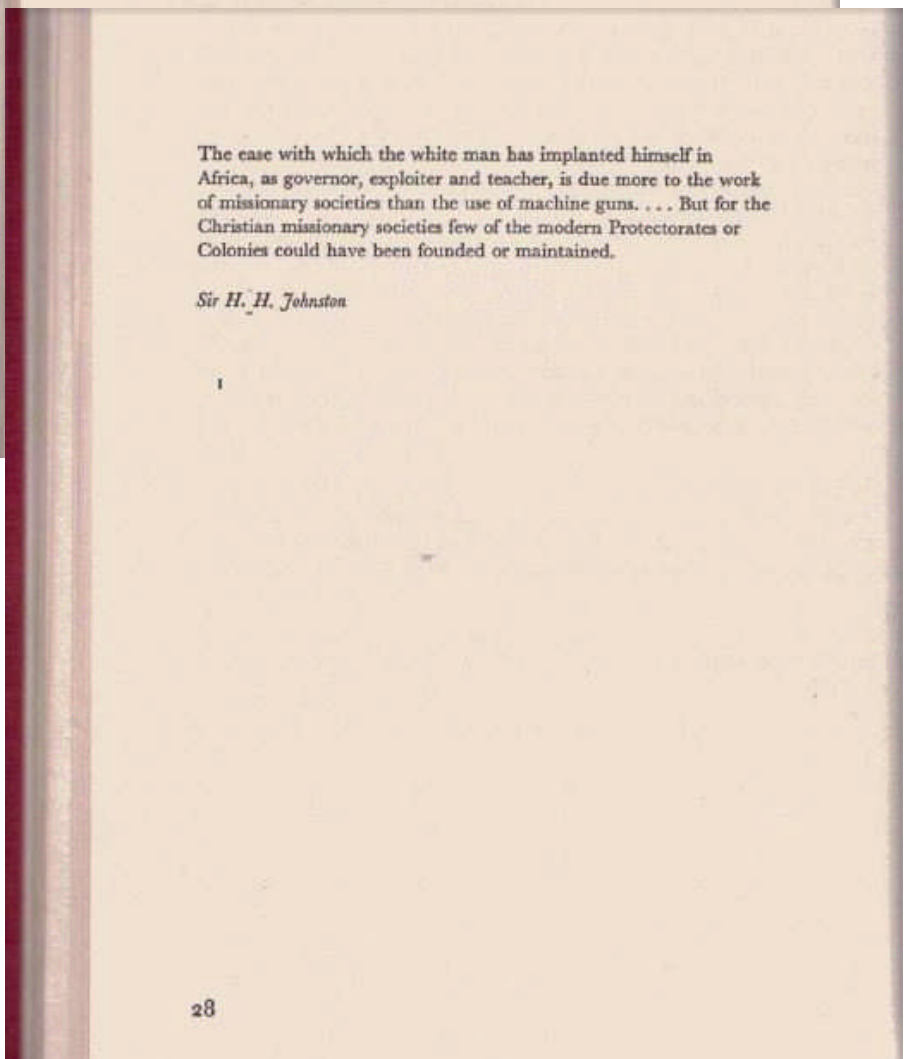 The ease with which the white man has implanted himself in
Africa, as governor, exploiter and teacher, is due more to the work
of missionary societies than the use of machine guns. . . . But for the
Christian missionary societies few of the modern Protectorates or
Colonies could have been founded or maintained.
Sir H. H. Johnston
I
28